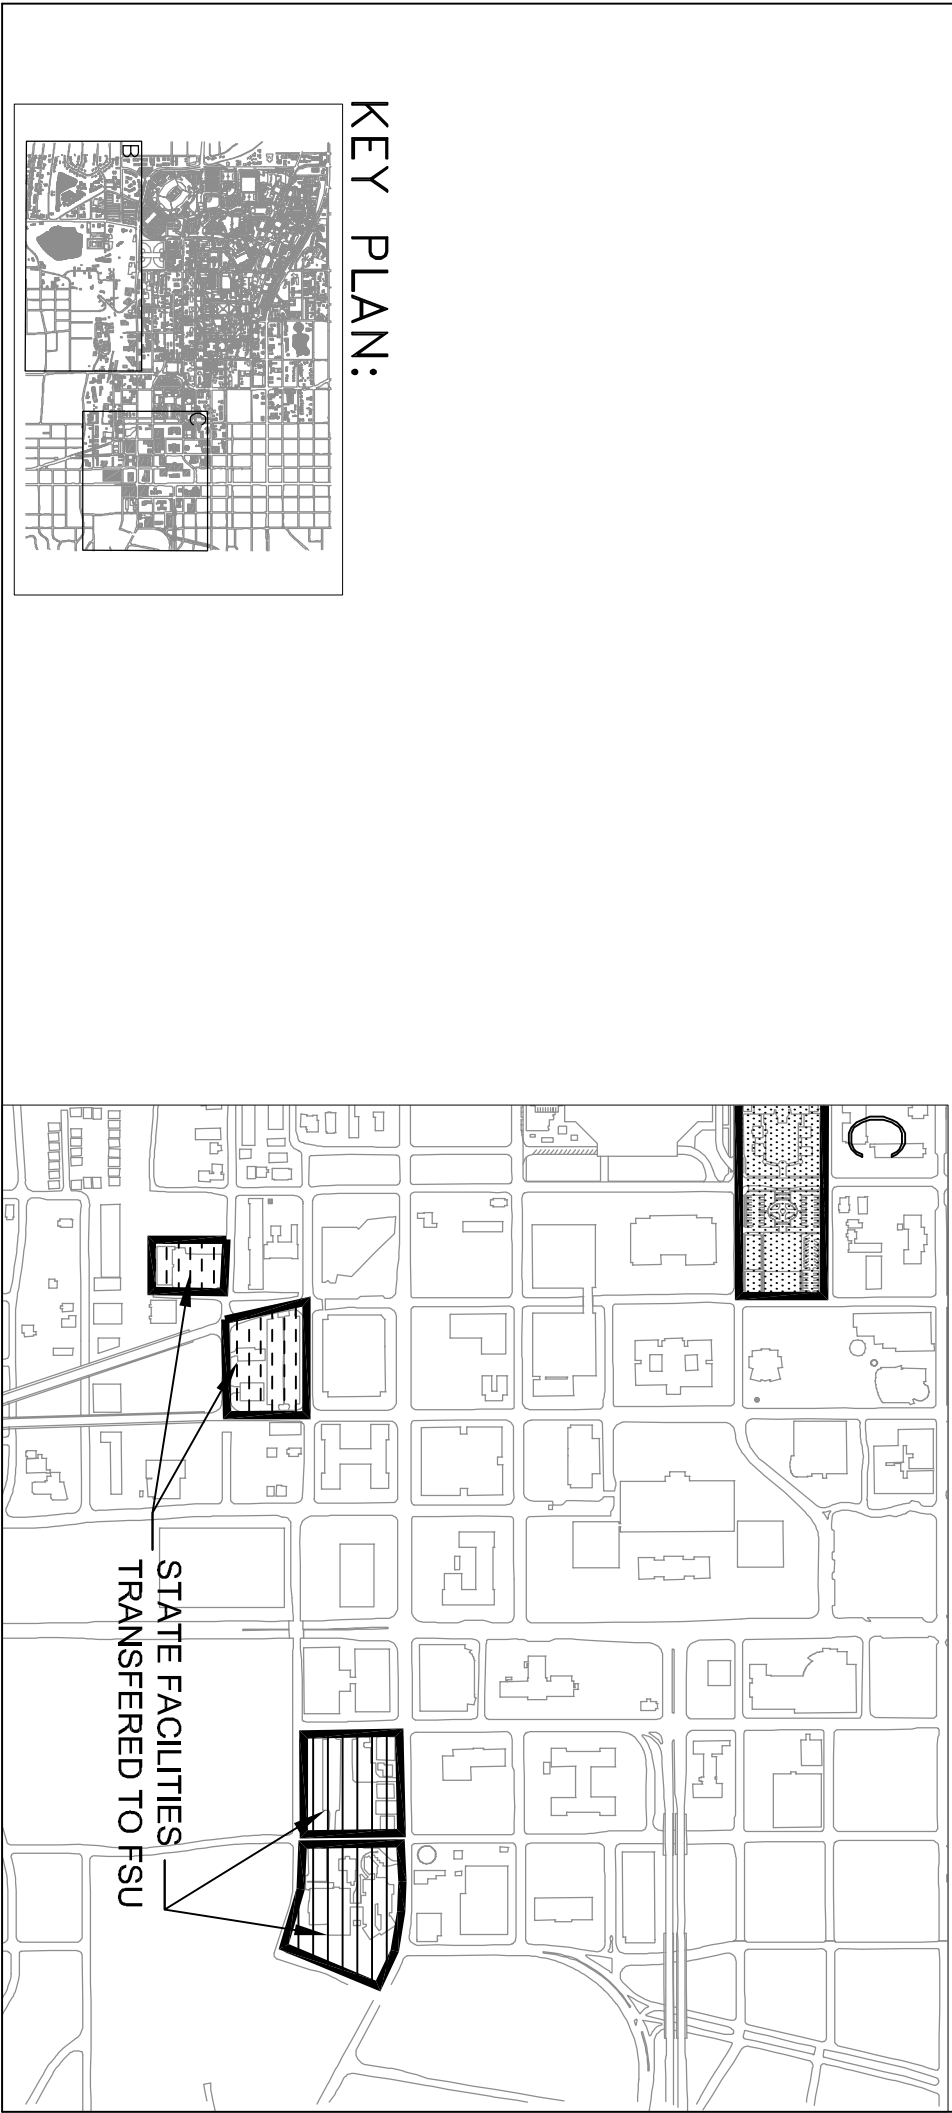 KEY PLAN:
B
C
C
STATE FACILITIES
TRANSFERED TO FSU